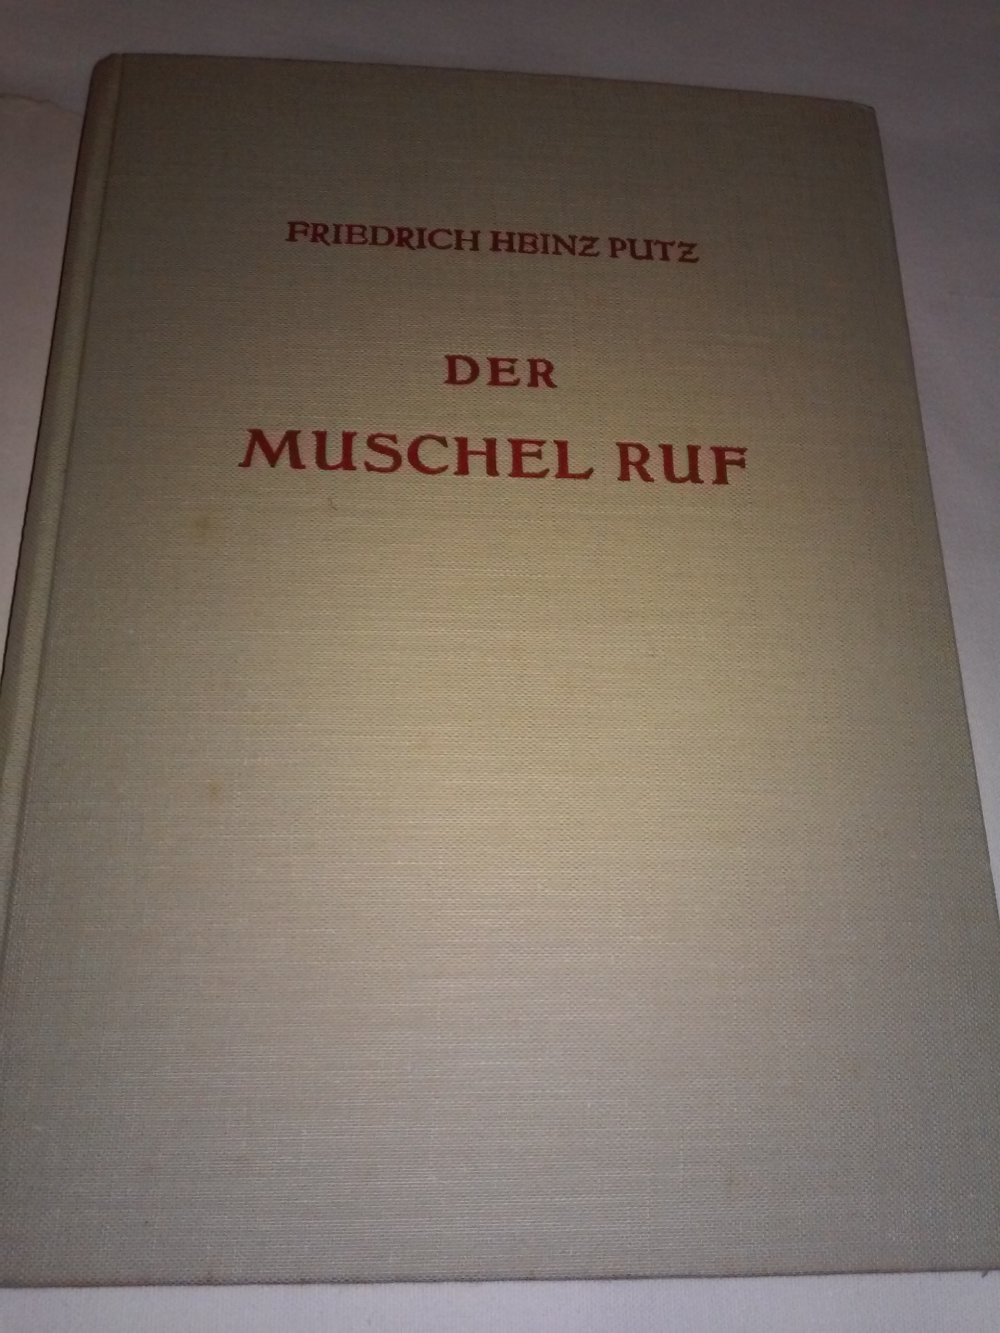 FRIEDRICH HEINZ PUTZ
DER
MUSCHEL RUF